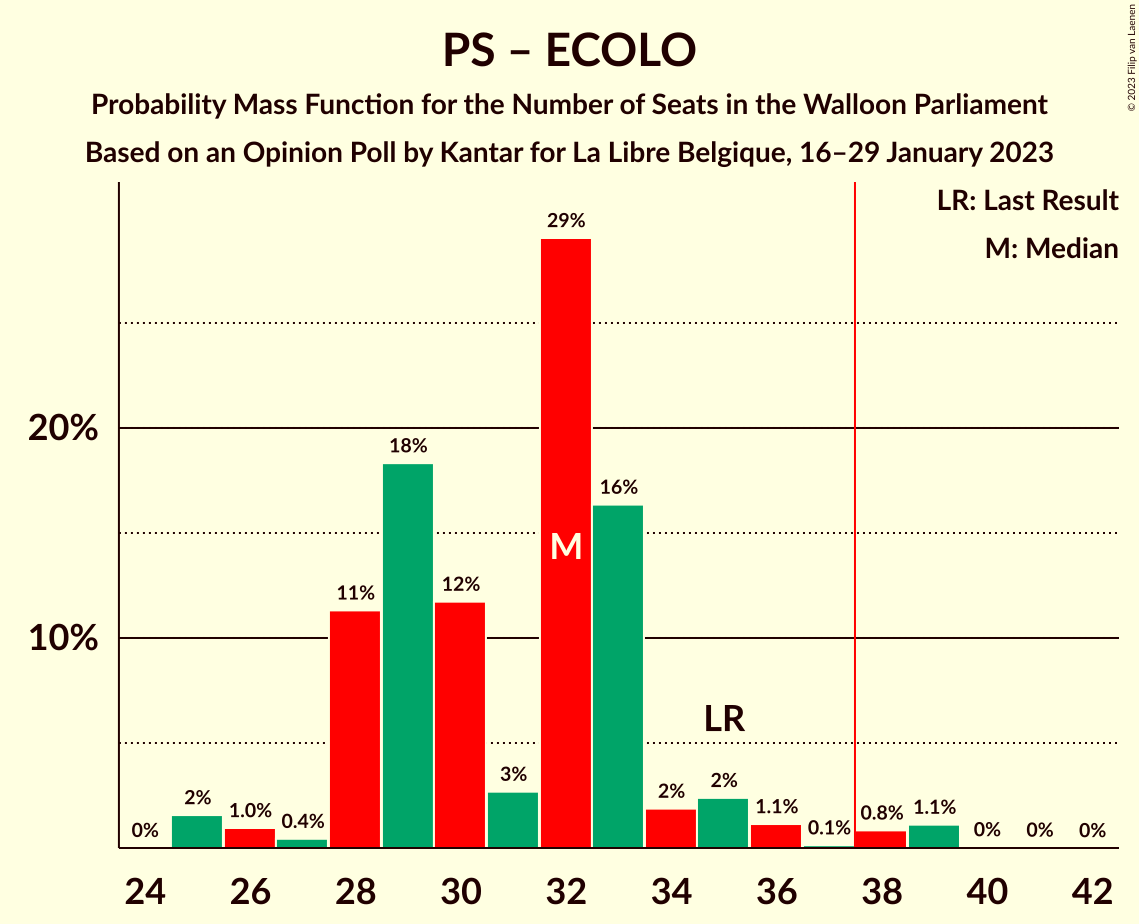 © 2023 Filip van Laenen
PS – ECOLO
Probability Mass Function for the Number of Seats in the Walloon Parliament
Based on an Opinion Poll by Kantar for La Libre Belgique, 16–29 January 2023
LR: Last Result
M: Median
20%
10%
0%
2%
1.0%
0.4%
11%
18%
12%
3%
29%
M
16%
2%
LR
2%
1.1%
0.1%
0.8%
1.1%
0%
0%
0%
24 26 28 30 32 34 36 38 40 42